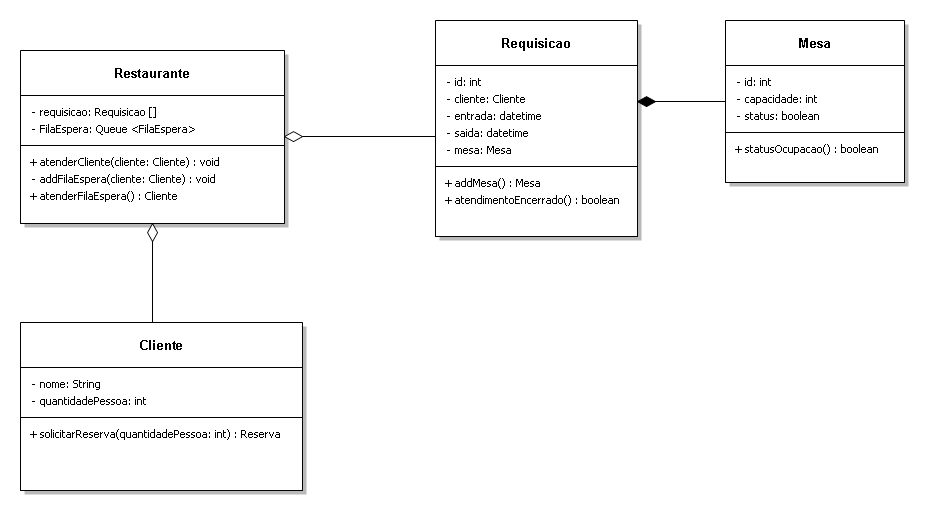 Restaurante
- requisicao: Requisicao []
- FilaEspera: Queue <FilaEspera>
+ atenderCliente(cliente: Cliente) : void
- addFilaEspera(cliente: Cliente) : void
+ atenderFilaEspera() : Cliente
Requisicao
- id: int
- cliente: Cliente
- entrada: datetime
- saida: datetime
- mesa: Mesa
+ addMesa() : Mesa
+ atendimentoEncerrado() : boolean
Mesa
- id: int
- capacidade: int
- status: boolean
+ statusOcupacao() : boolean
Cliente
- nome: String
- quantidadePessoa: int
+ solicitarReserva(quantidadePessoa: int) : Reserva